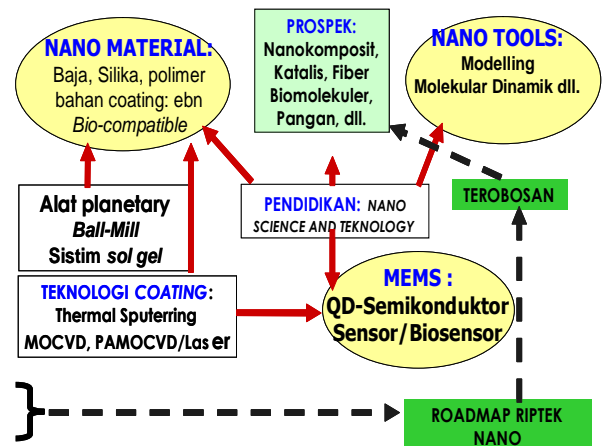 NANO MATERIAL:
Baja, Silika, polimer
bahan coating: ebn
Bio-compatible
PROSPEK:
Nanokomposit,
Katalis, Fiber
Biomolekuler,
Pangan, dll.
NANO TOOLS:
Modelling
Molekular Dinamik dll.
Alat planetary
Ball-Mill
Sistim sol gel
PENDIDIKAN: NANO
SCIENCE AND TEKNOLOGY
TEROBOSAN
TEKNOLOGI COATING:
Thermal Sputerring
MOCVD, PAMOCVD/Laser
MEMS :
QD-Semikonduktor
Sensor/Biosensor
ROADMAP RIPTEK
NANO